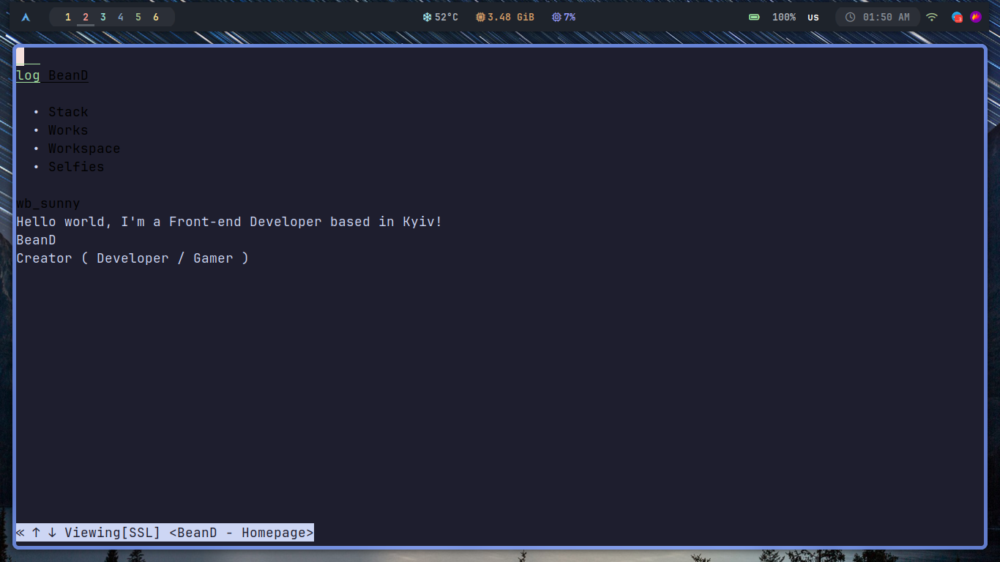 1 2 3 4 5 6 52°C 3.48 GiB 7% 100% US 01:50 AM
log BeanD
• Stack
• Works
• Workspace
• Selfies
wb_sunny
Hello world, I'm a Front-end Developer based in Kyiv!
BeanD
Creator ( Developer / Gamer )
« ↑ ↓ Viewing[SSL] <BeanD - Homepage>